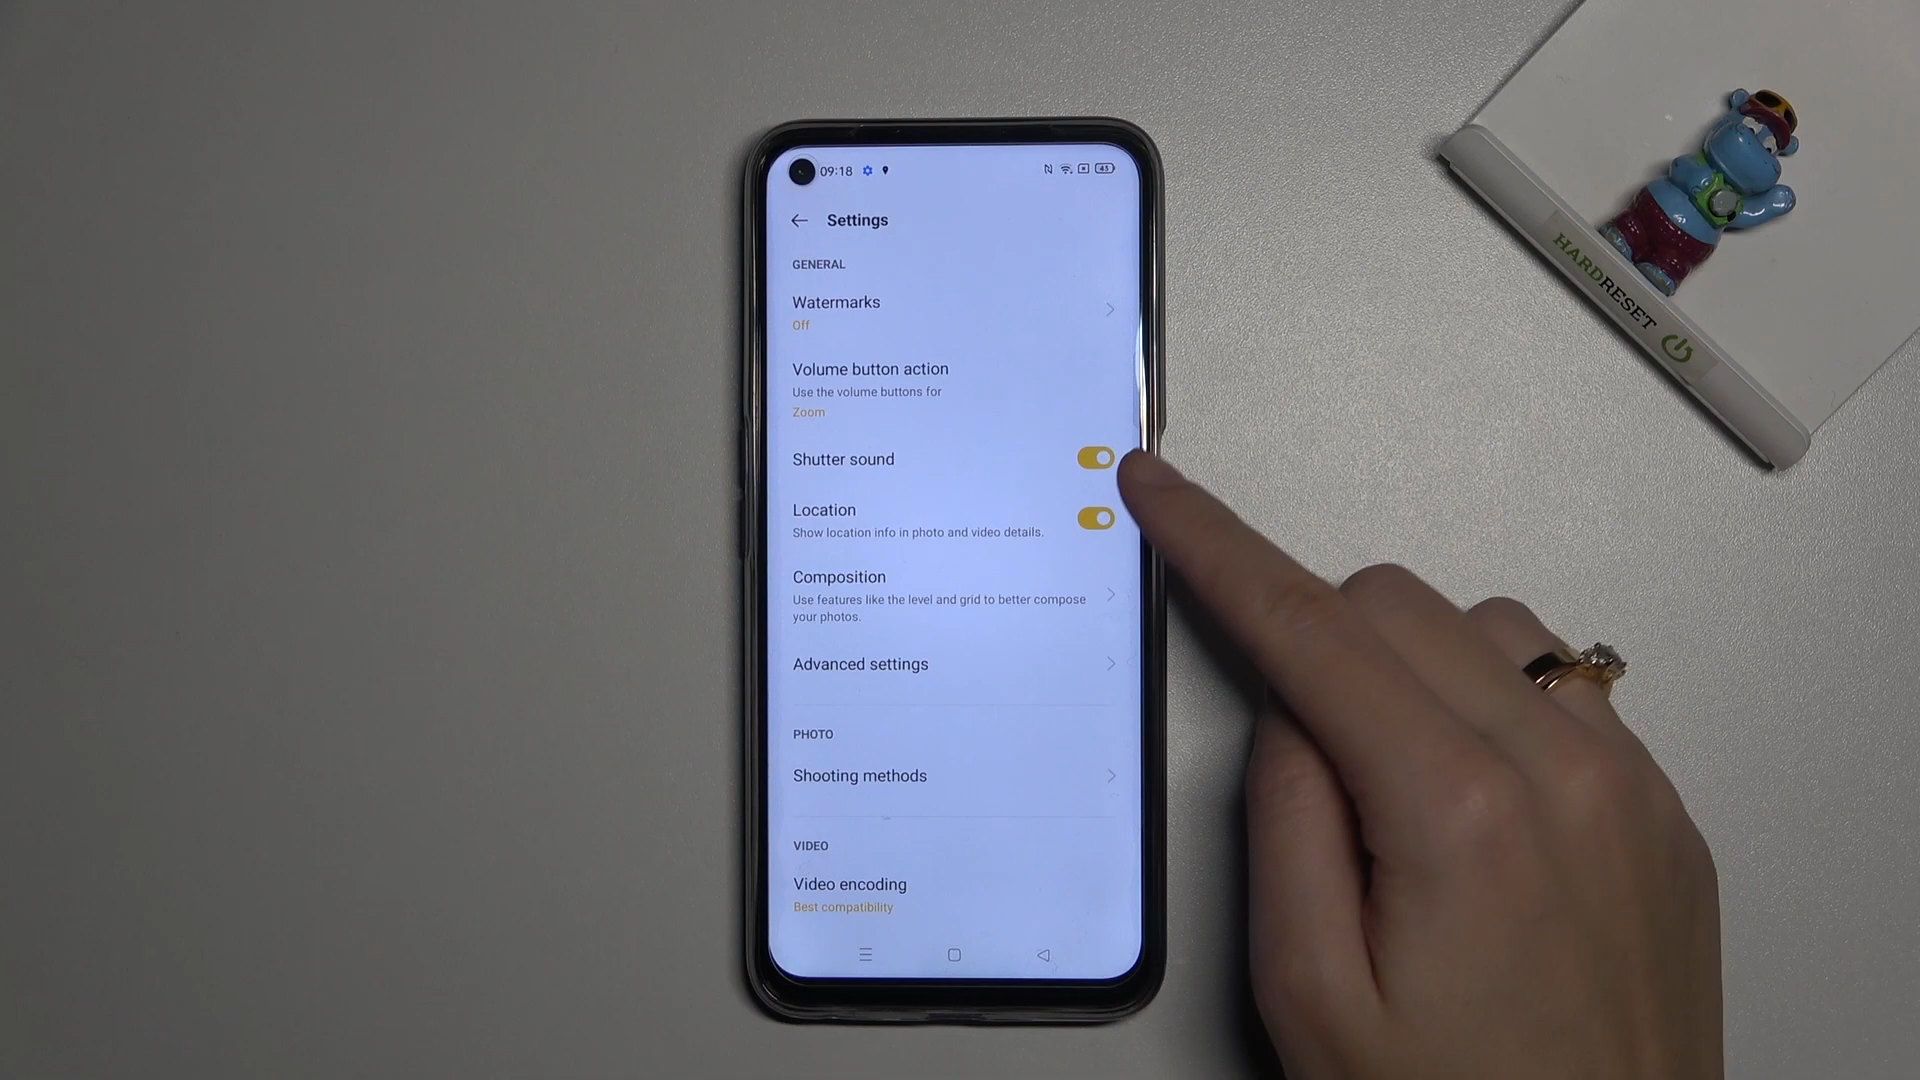 09:18
45
Settings
GENERAL
Watermarks
Off
Volume button action
Use the volume buttons for
Zoom
Shutter sound
Location
Show location info in photo and video details.
Composition
Use features like the level and grid to better compose
your photos.
Advanced settings
PHOTO
Shooting methods
VIDEO
Video encoding
Best compatibility
HARDRESET